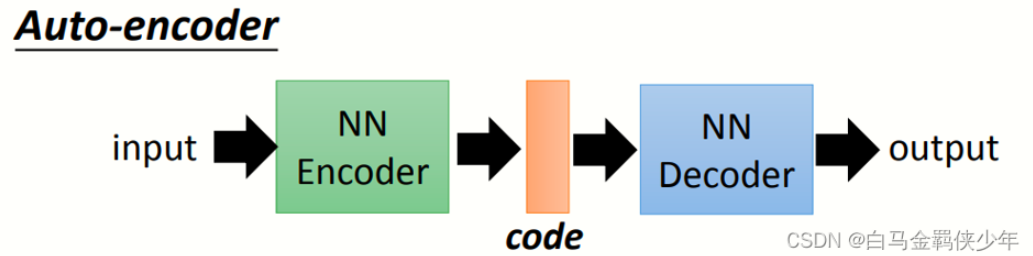 Auto-encoder
input
NN
Encoder
code
NN
Decoder
output
CSDN @白马金羁侠少年